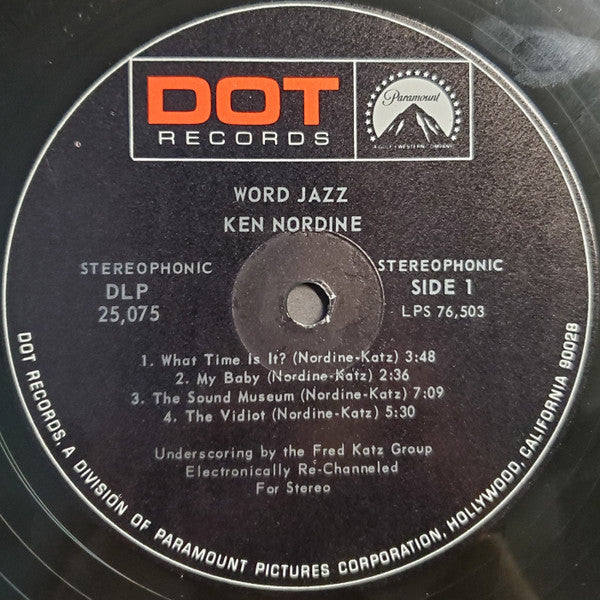 DOT
RECORDS
Paramount
A GULF+WESTERN COMPANY
WORD JAZZ
KEN NORDINE
STEREOPHONIC
DLP
25,075
STEREOPHONIC
SIDE 1
LPS 76,503
1. What Time Is It? (Nordine-Katz) 3:48
2. My Baby (Nordine-Katz) 2:36
3. The Sound Museum (Nordine-Katz) 7:09
4. The Vidiot (Nordine-Katz) 5:30
Underscoring by the Fred Katz Group
Electronically Re-Channeled
For Stereo
DOT RECORDS, A DIVISION OF PARAMOUNT PICTURES CORPORATION, HOLLYWOOD, CALIFORNIA 90028